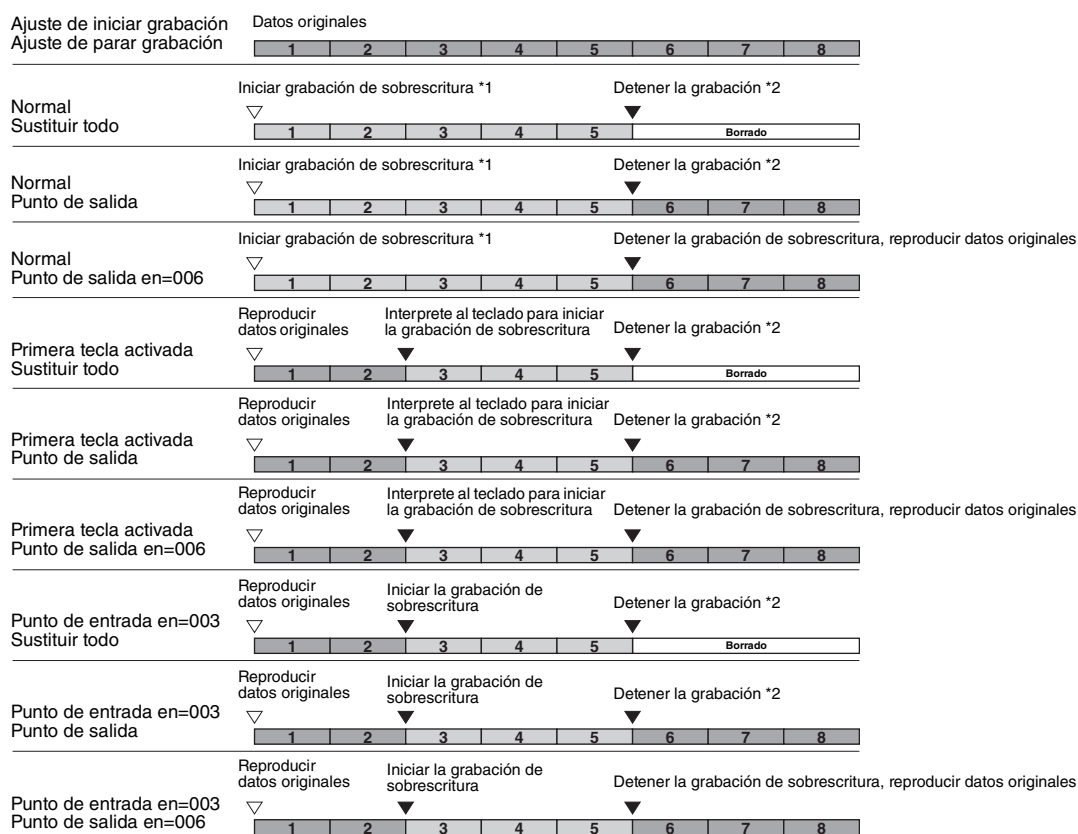 Ajuste de iniciar grabación
Ajuste de parar grabación
Datos originales
1 2 3 4 5 6 7 8
Normal
Sustituir todo
Iniciar grabación de sobrescritura *1
Detener la grabación *2
1 2 3 4 5 Borrado
Normal
Punto de salida
Iniciar grabación de sobrescritura *1
Detener la grabación *2
1 2 3 4 5 6 7 8
Normal
Punto de salida en=006
Iniciar grabación de sobrescritura *1
Detener la grabación de sobrescritura, reproducir datos originales
1 2 3 4 5 6 7 8
Primera tecla activada
Sustituir todo
Reproducir
datos originales
Interprete al teclado para iniciar
la grabación de sobrescritura
Detener la grabación *2
1 2 3 4 5 Borrado
Primera tecla activada
Punto de salida
Reproducir
datos originales
Interprete al teclado para iniciar
la grabación de sobrescritura
Detener la grabación *2
1 2 3 4 5 6 7 8
Primera tecla activada
Punto de salida en=006
Reproducir
datos originales
Interprete al teclado para iniciar
la grabación de sobrescritura
Detener la grabación de sobrescritura, reproducir datos originales
1 2 3 4 5 6 7 8
Punto de entrada en=003
Sustituir todo
Reproducir
datos originales
Iniciar la grabación de
sobrescritura
Detener la grabación *2
1 2 3 4 5 Borrado
Punto de entrada en=003
Punto de salida
Reproducir
datos originales
Iniciar la grabación de
sobrescritura
Detener la grabación *2
1 2 3 4 5 6 7 8
Punto de entrada en=003
Punto de salida en=006
Reproducir
datos originales
Iniciar la grabación de
sobrescritura
Detener la grabación de sobrescritura, reproducir datos originales
1 2 3 4 5 6 7 8